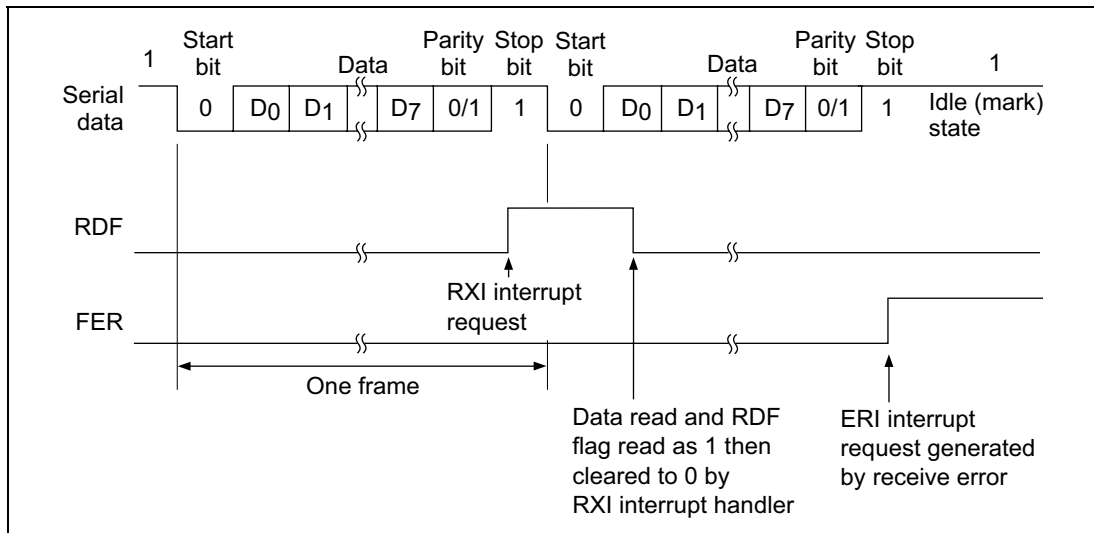 1 Start bit Data Parity bit Stop bit Start bit Data Parity bit Stop bit 1
Serial data 0 D0 D1 D7 0/1 1 0 D0 D1 D7 0/1 1 Idle (mark) state
RDF
RXI interrupt
request
FER
One frame
Data read and RDF
flag read as 1 then
cleared to 0 by
RXI interrupt handler
ERI interrupt
request generated
by receive error